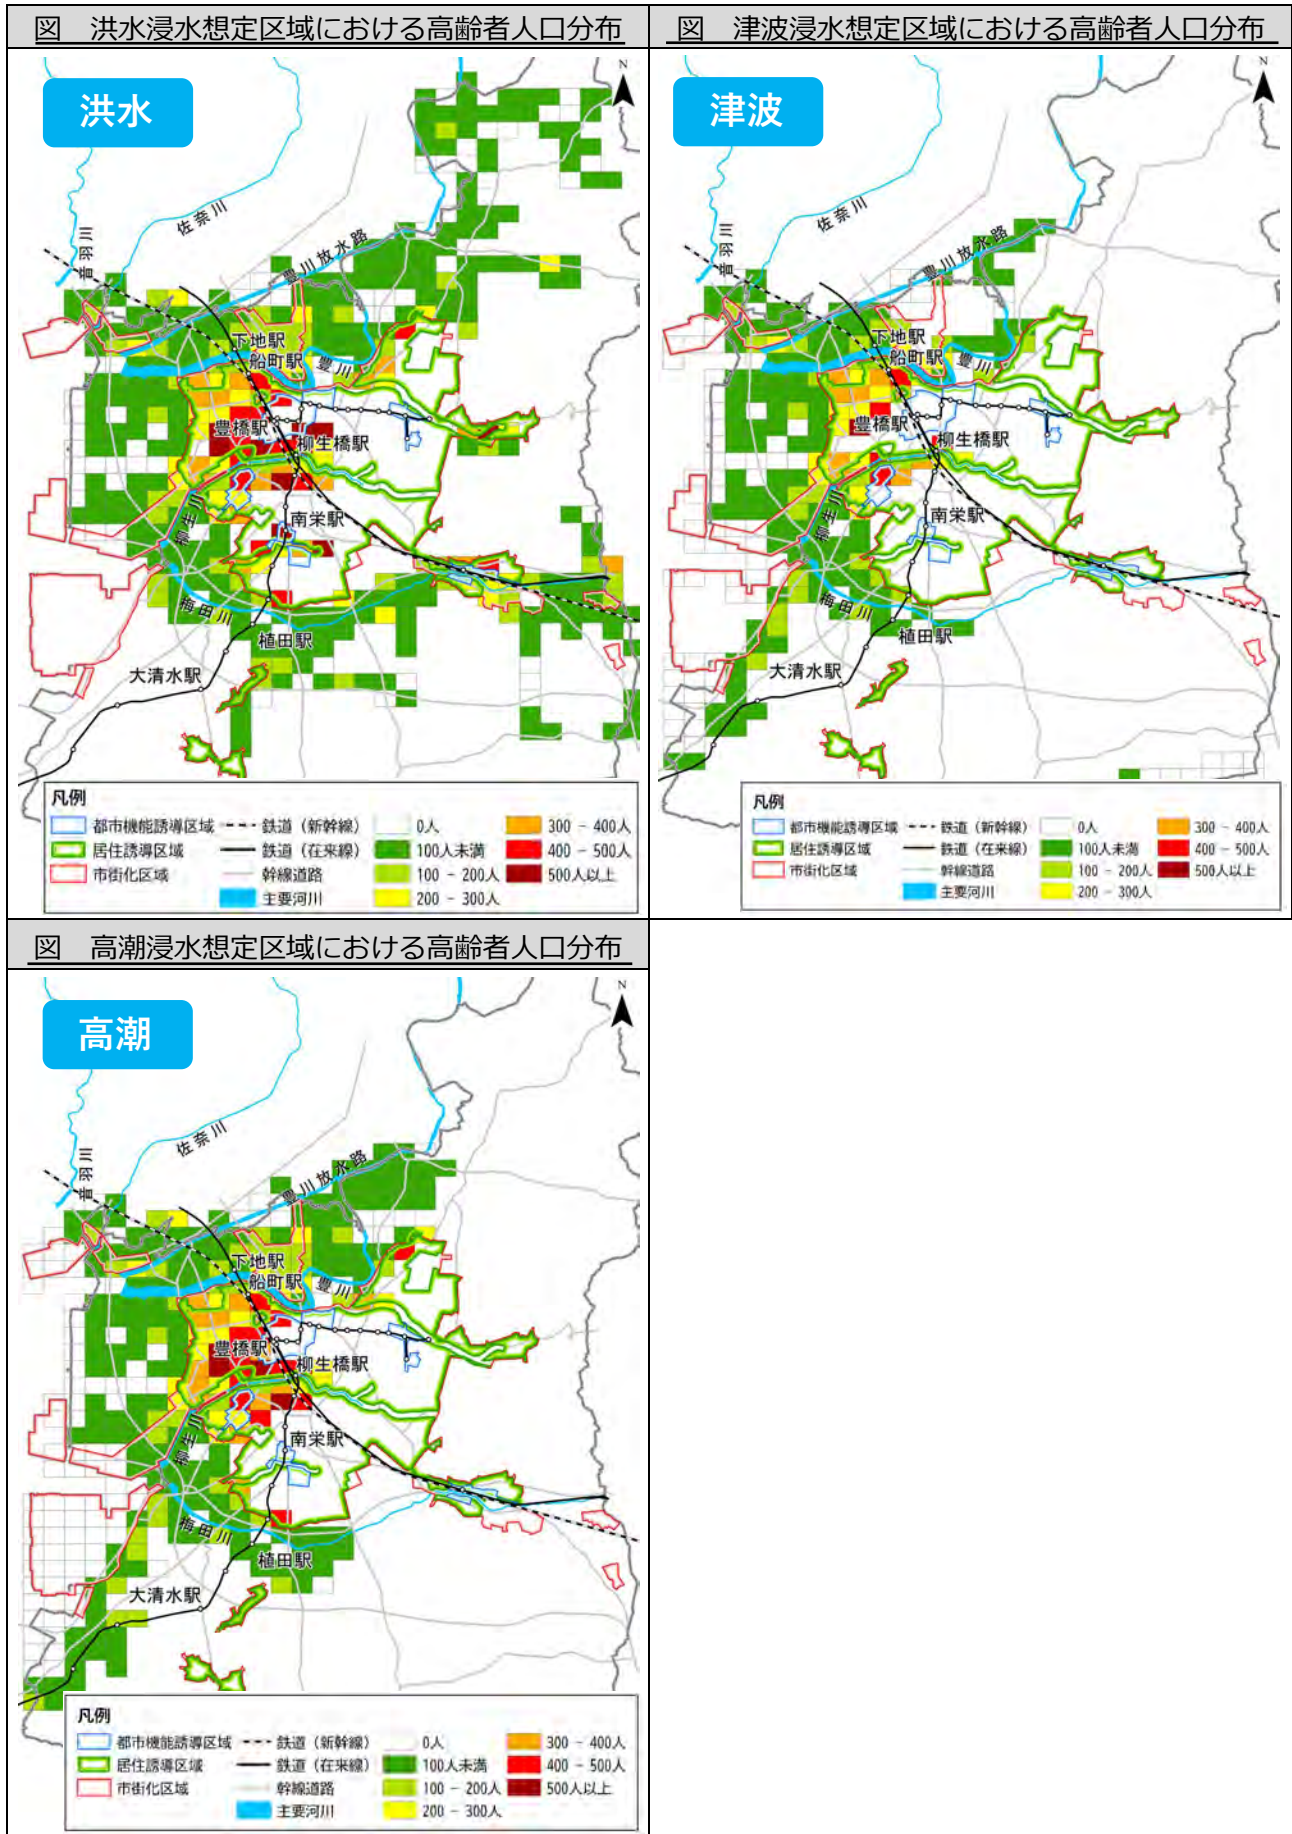 図　洪水浸水想定区域における高齢者人口分布
図　津波浸水想定区域における高齢者人口分布
洪水
N
佐奈川
音羽川
豊川放水路
下地駅
船町駅
豊川
豊橋駅
柳生橋駅
柳生川
南栄駅
梅田川
植田駅
大清水駅
凡例
都市機能誘導区域
鉄道（新幹線）
0人
300 － 400人
居住誘導区域
鉄道（在来線）
100人未満
400 － 500人
市街化区域
幹線道路
100 － 200人
500人以上
主要河川
200 － 300人
津波
N
佐奈川
音羽川
豊川放水路
下地駅
船町駅
豊川
豊橋駅
柳生橋駅
柳生川
南栄駅
梅田川
植田駅
大清水駅
凡例
都市機能誘導区域
鉄道（新幹線）
0人
300 － 400人
居住誘導区域
鉄道（在来線）
100人未満
400 － 500人
市街化区域
幹線道路
100 － 200人
500人以上
主要河川
200 － 300人
図　高潮浸水想定区域における高齢者人口分布
高潮
N
佐奈川
音羽川
豊川放水路
下地駅
船町駅
豊川
豊橋駅
柳生橋駅
柳生川
南栄駅
梅田川
植田駅
大清水駅
凡例
都市機能誘導区域
鉄道（新幹線）
0人
300 － 400人
居住誘導区域
鉄道（在来線）
100人未満
400 － 500人
市街化区域
幹線道路
100 － 200人
500人以上
主要河川
200 － 300人